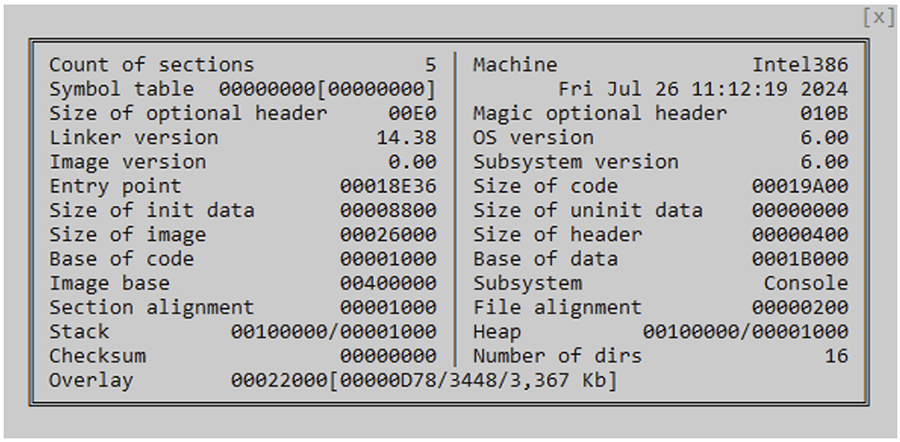 [x]
Count of sections 5 Machine Intel386
Symbol table 00000000[00000000] Fri Jul 26 11:12:19 2024
Size of optional header 00E0 Magic optional header 010B
Linker version 14.38 OS version 6.00
Image version 0.00 Subsystem version 6.00
Entry point 00018E36 Size of code 00019A00
Size of init data 00008800 Size of uninit data 00000000
Size of image 00026000 Size of header 00000400
Base of code 00001000 Base of data 0001B000
Image base 00400000 Subsystem Console
Section alignment 00001000 File alignment 00000200
Stack 00100000/00001000 Heap 00100000/00001000
Checksum 00000000 Number of dirs 16
Overlay 00022000[00000D78/3448/3,367 Kb]